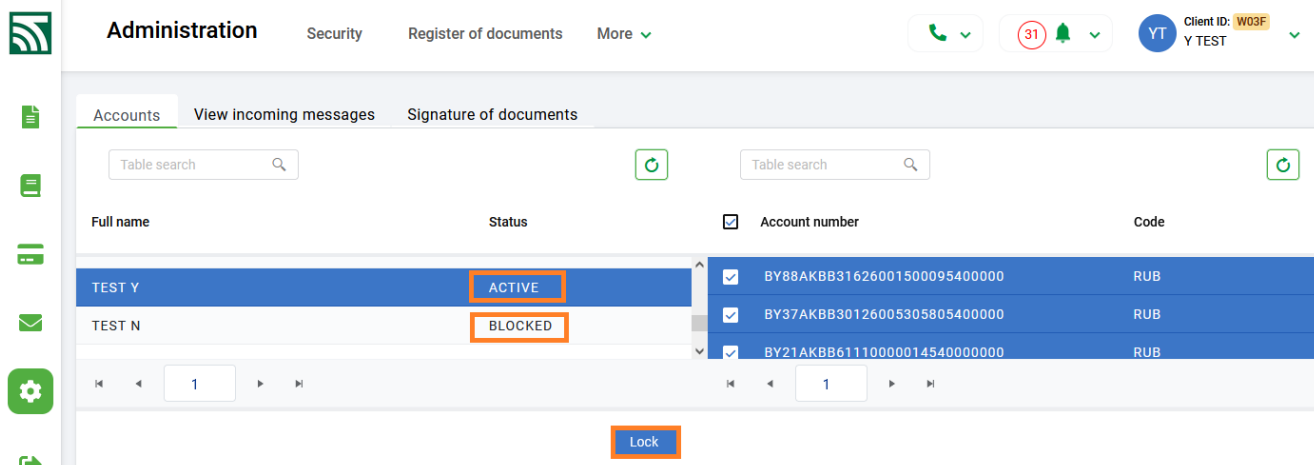 Administration Security Register of documents More 31 YT Client ID: W03F
Y TEST
Accounts View incoming messages Signature of documents
Table search Table search
Full name Status Account number Code
TEST Y ACTIVE BY88AKBB31626001500095400000 RUB
TEST N BLOCKED BY37AKBB30126005305805400000 RUB
BY21AKBB61110000014540000000 RUB
1 1
Lock